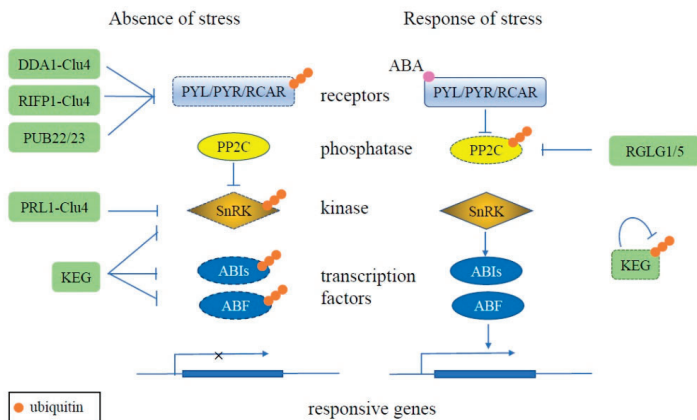 Absence of stress
Response of stress
DDA1-Clu4
RIFP1-Clu4
PUB22/23
PYL/PYR/RCAR
receptors
ABA
PYL/PYR/RCAR
PP2C
phosphatase
PP2C
RGLG1/5
PRL1-Clu4
SnRK
kinase
SnRK
KEG
ABIs
ABF
transcription
factors
ABIs
ABF
KEG
×
ubiquitin
responsive genes